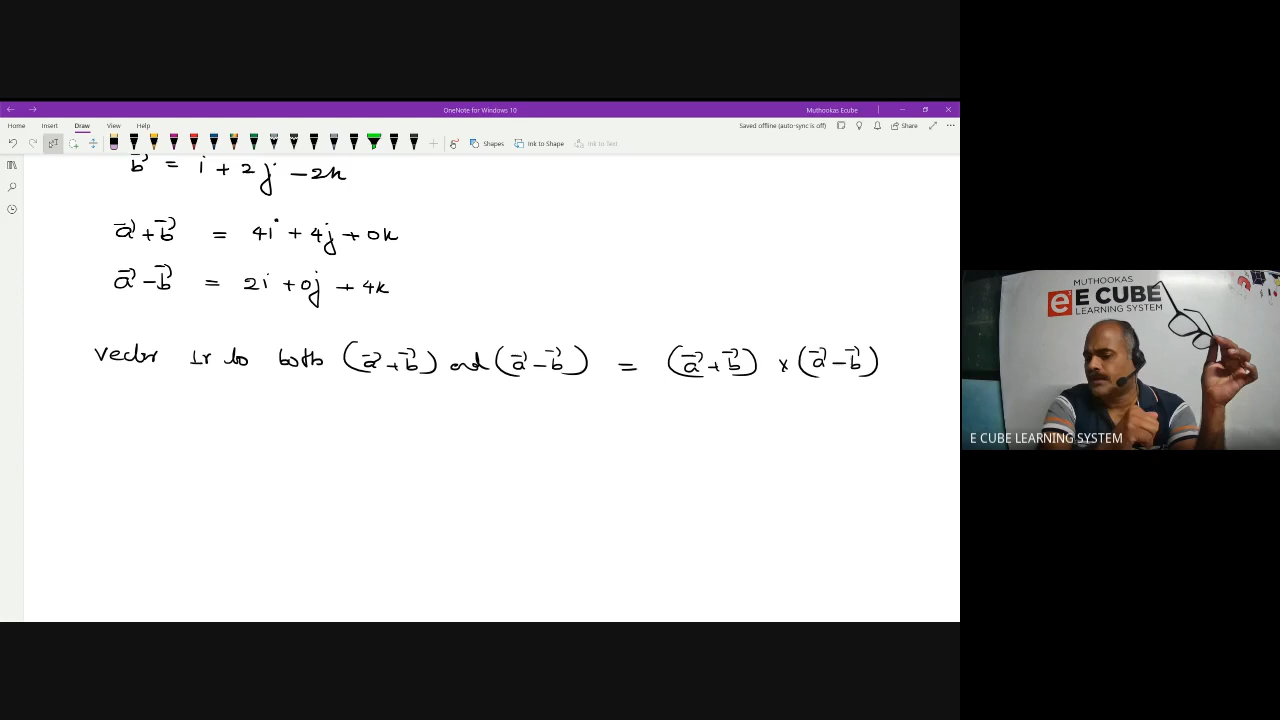 OneNote for Windows 10
Muthookas Ecube
Home Insert Draw View Help
Saved offline (auto-sync is off)
Share
Shapes
Ink to Shape
Ink to Text
b⃗ = i + 2j - 2k
a⃗ + b⃗ = 4i + 4j + 0k
a⃗ - b⃗ = 2i + 0j + 4k
Vector ⊥r to both (a⃗ + b⃗) and (a⃗ - b⃗) = (a⃗ + b⃗) × (a⃗ - b⃗)
MUTHOOKAS
e³ E CUBE
LEARNING SYSTEM
E CUBE LEARNING SYSTEM